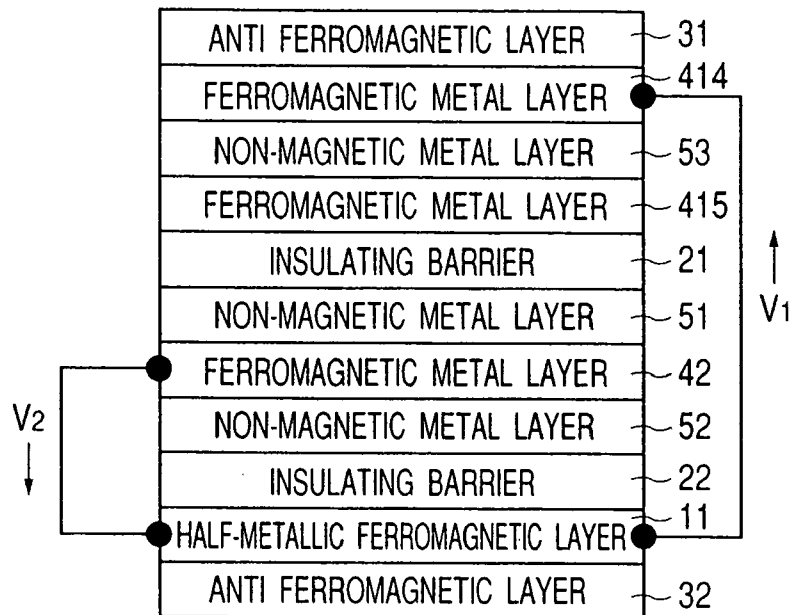 ANTI FERROMAGNETIC LAYER 31
414
FERROMAGNETIC METAL LAYER
NON-MAGNETIC METAL LAYER 53
FERROMAGNETIC METAL LAYER 415
INSULATING BARRIER 21
V1
NON-MAGNETIC METAL LAYER 51
FERROMAGNETIC METAL LAYER 42
V2
NON-MAGNETIC METAL LAYER 52
INSULATING BARRIER 22
11
HALF-METALLIC FERROMAGNETIC LAYER
ANTI FERROMAGNETIC LAYER 32